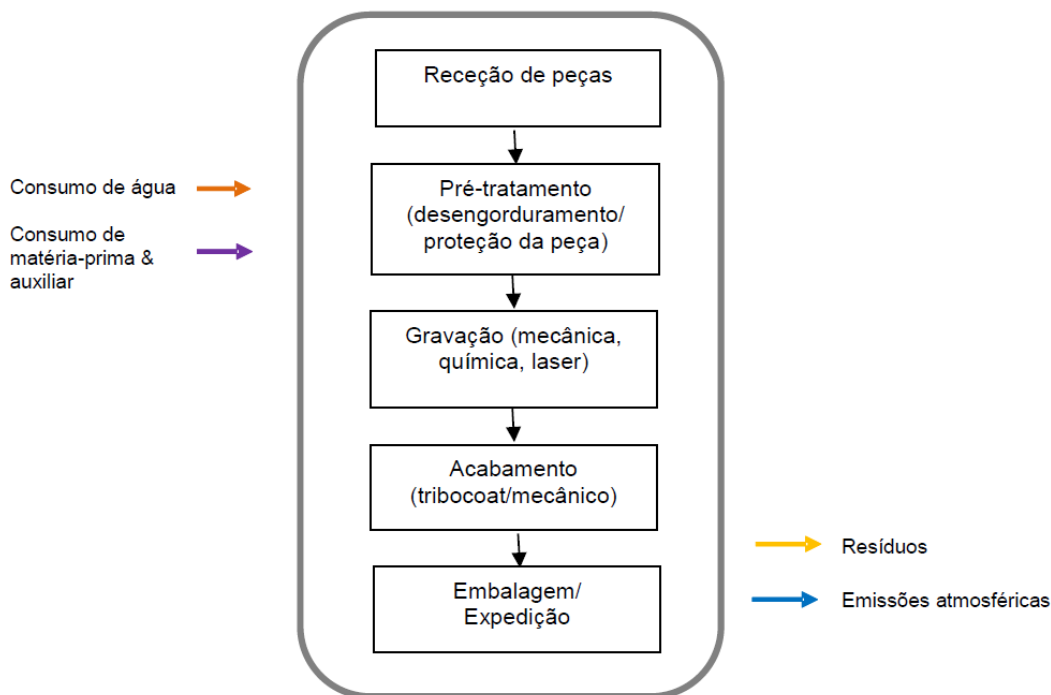 Receção de peças
Consumo de água
Consumo de
matéria-prima &
auxiliar
Pré-tratamento
(desengorduramento/
proteção da peça)
Gravação (mecânica,
química, laser)
Acabamento
(tribocoat/mecânico)
Embalagem/
Expedição
Resíduos
Emissões atmosféricas